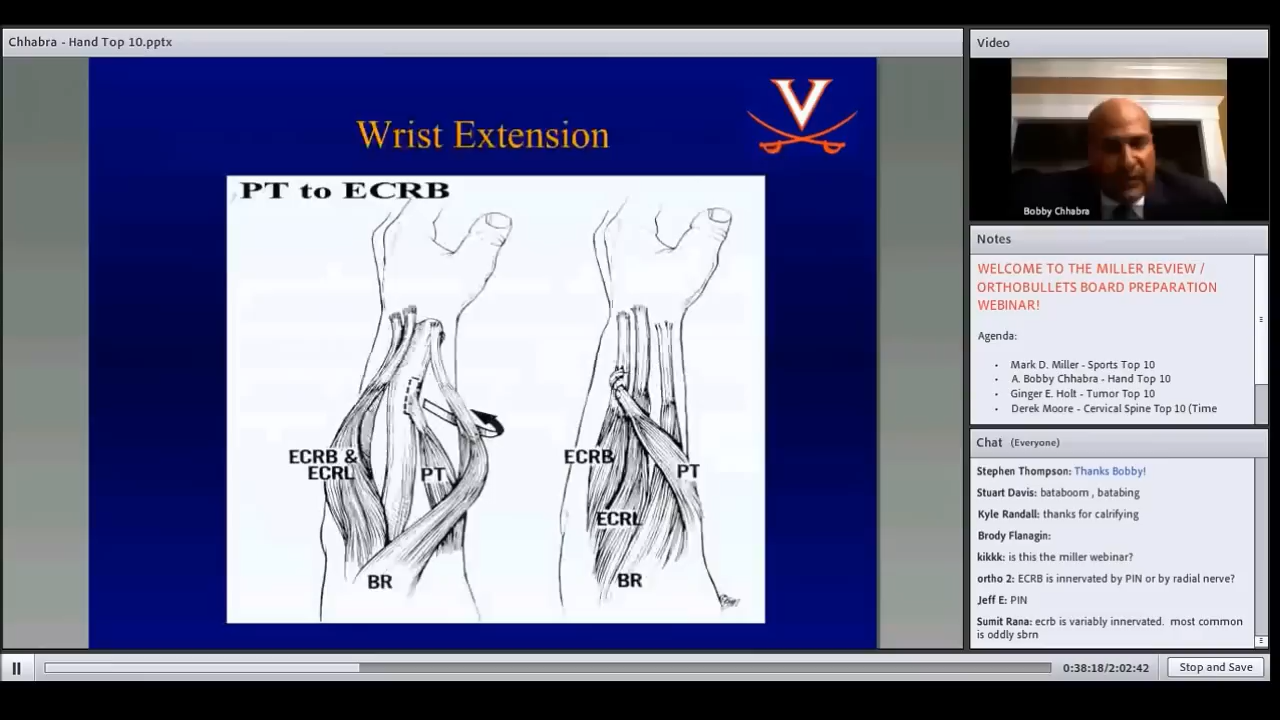 Chhabra - Hand Top 10.pptx
Wrist Extension
PT to ECRB
ECRB &
ECRL
PT
BR
ECRB
ECRL
PT
BR
Video
Bobby Chhabra
Notes
WELCOME TO THE MILLER REVIEW /
ORTHOBULLETS BOARD PREPARATION
WEBINAR!
Agenda:
• Mark D. Miller - Sports Top 10
• A. Bobby Chhabra - Hand Top 10
• Ginger E. Holt - Tumor Top 10
• Derek Moore - Cervical Spine Top 10 (Time
Chat (Everyone)
Stephen Thompson: Thanks Bobby!
Stuart Davis: bataboom , batabing
Kyle Randall: thanks for calrifying
Brody Flanagin:
kikkk: is this the miller webinar?
ortho 2: ECRB is innervated by PIN or by radial nerve?
Jeff E: PIN
Sumit Rana: ecrb is variably innervated. most common
is oddly sbrn
0:38:18/2:02:42
Stop and Save